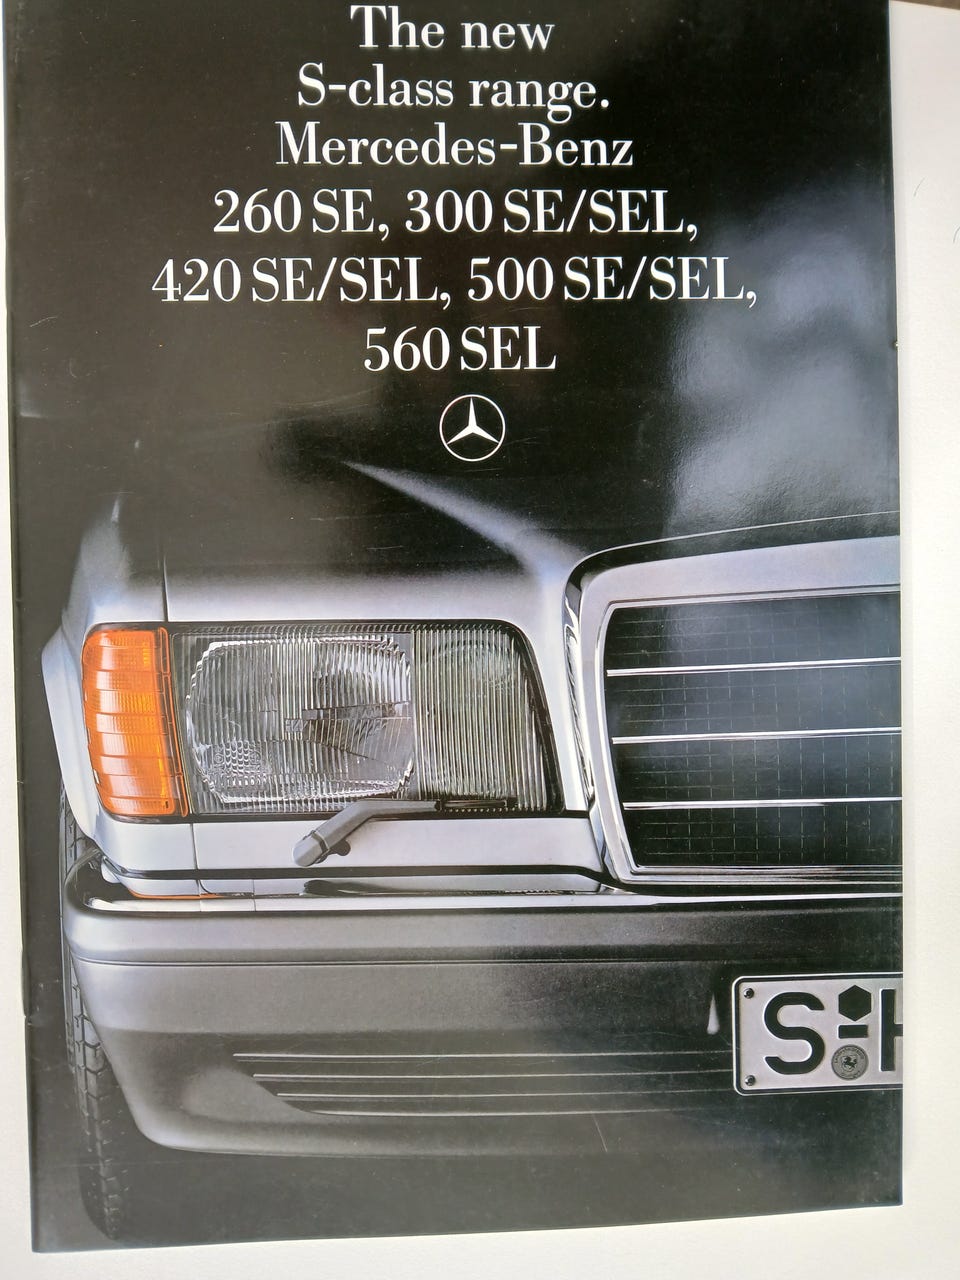 The new
S-class range.
Mercedes-Benz
260 SE, 300 SE/SEL,
420 SE/SEL, 500 SE/SEL,
560 SEL
S-H